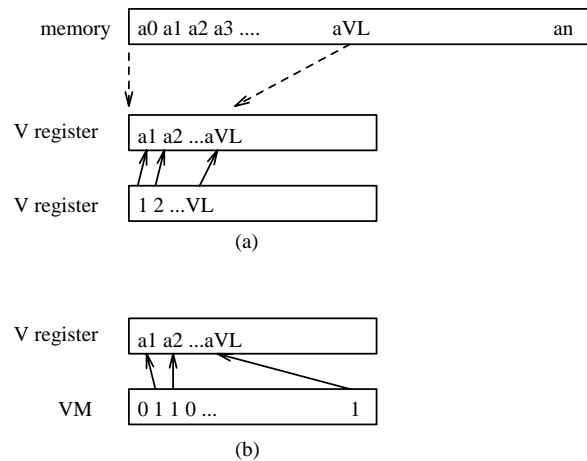 memory a0 a1 a2 a3 .... aVL an
V register a1 a2 ...aVL
V register 1 2 ...VL
(a)
V register a1 a2 ...aVL
VM 0 1 1 0 ... 1
(b)